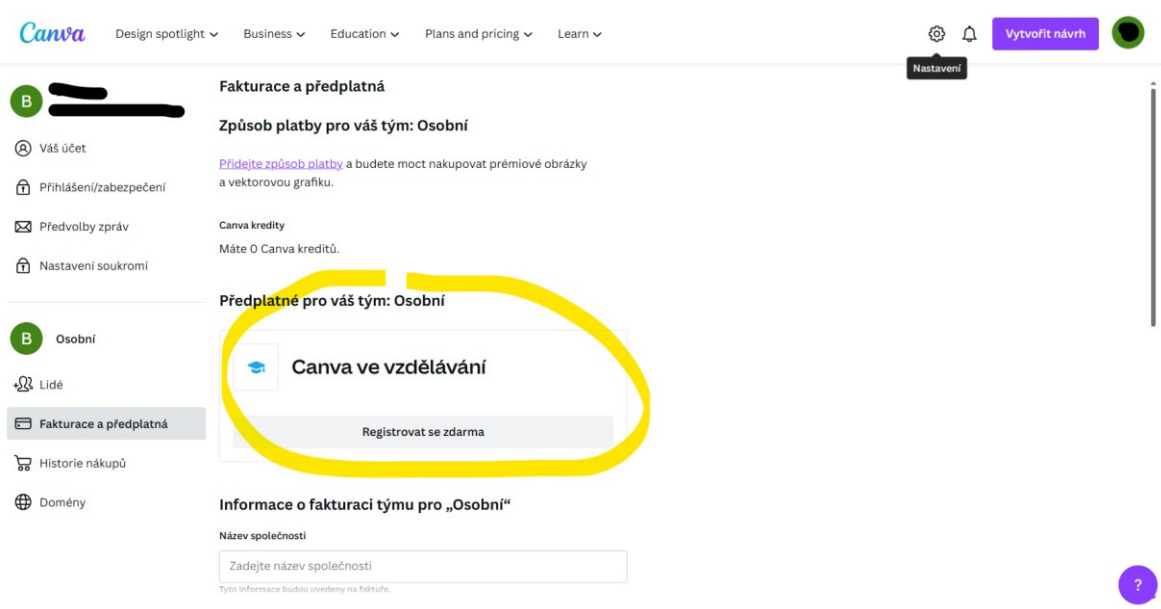 Canva
Design spotlight
Business
Education
Plans and pricing
Learn
Vytvořit návrh
Nastavení
B
Váš účet
Přihlášení/zabezpečení
Předvolby zpráv
Nastavení soukromí
B
Osobní
Lidé
Fakturace a předplatná
Historie nákupů
Domény
Fakturace a předplatná
Způsob platby pro váš tým: Osobní
Přidejte způsob platby a budete moct nakupovat prémiové obrázky
a vektorovou grafiku.
Canva kredity
Máte 0 Canva kreditů.
Předplatné pro váš tým: Osobní
Canva ve vzdělávání
Registrovat se zdarma
Informace o fakturaci týmu pro „Osobní“
Název společnosti
Zadejte název společnosti
Tyto informace budou uvedeny na faktuře.
?